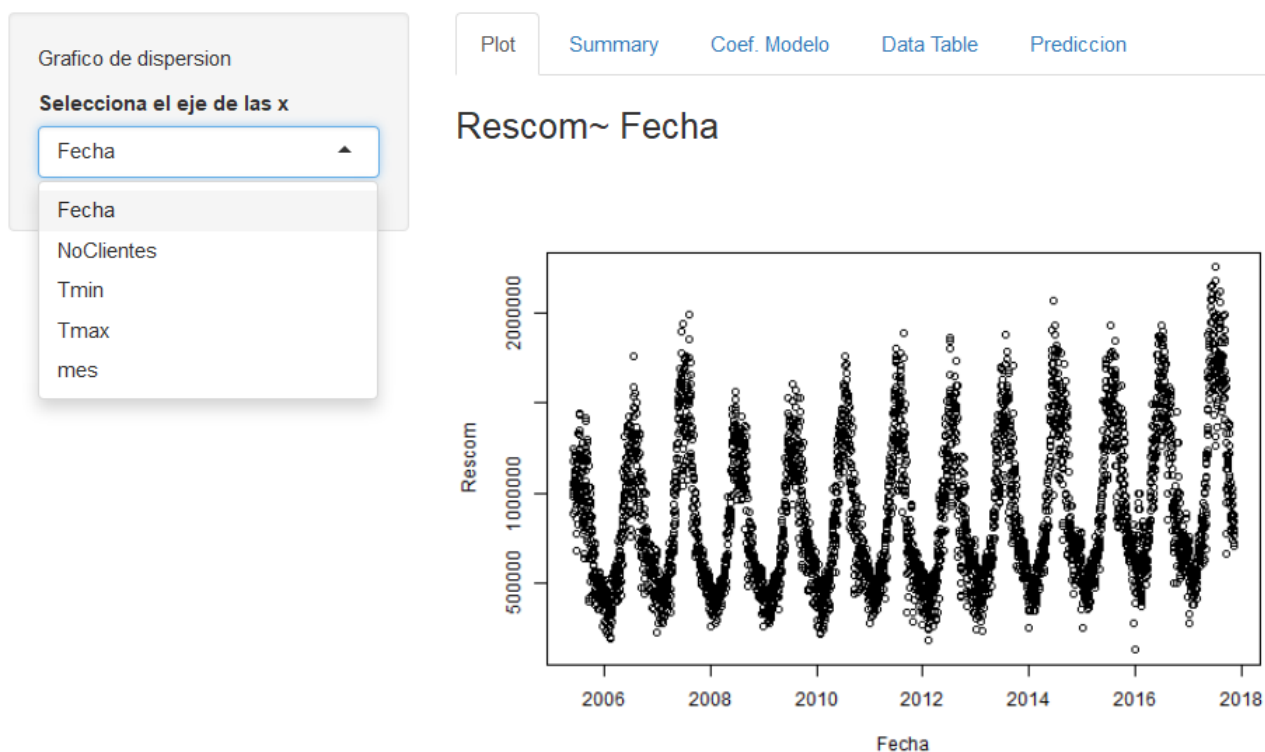 Grafico de dispersion
Selecciona el eje de las x
Fecha
Fecha
NoClientes
Tmin
Tmax
mes
Plot Summary Coef. Modelo Data Table Prediccion
Rescom~ Fecha
Rescom
2000000
1000000
500000
2006 2008 2010 2012 2014 2016 2018
Fecha